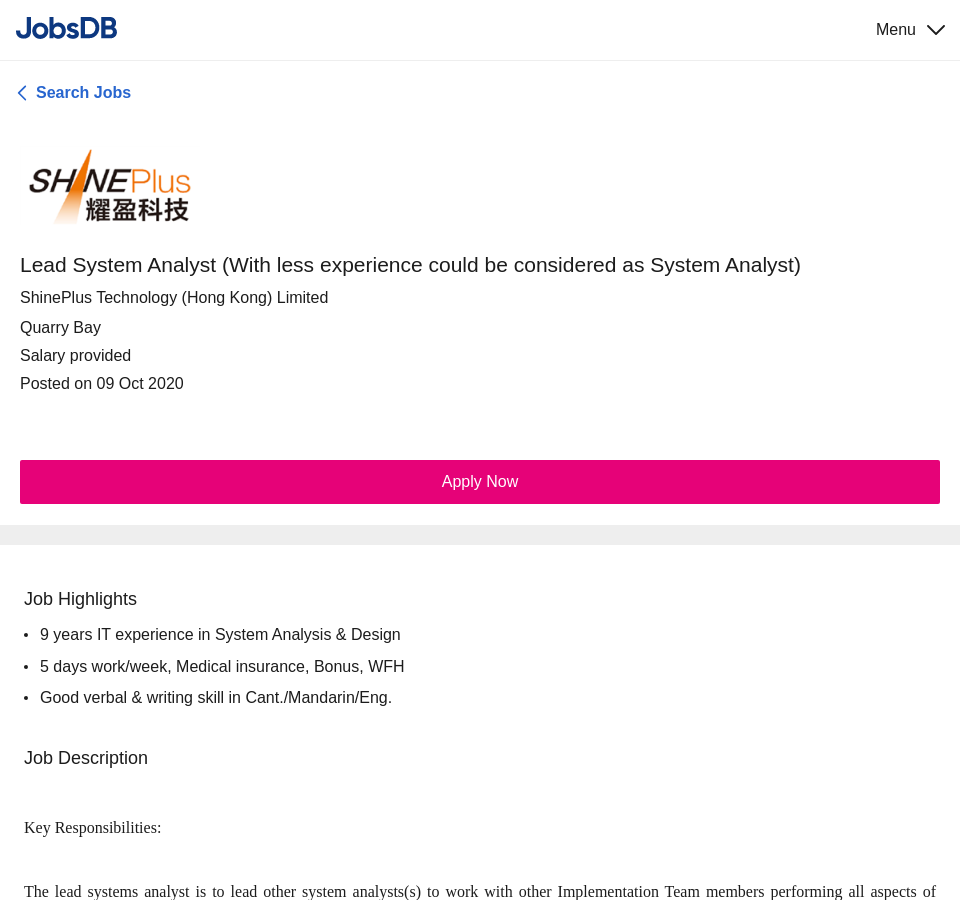 JobsDB
Menu
Search Jobs
SHINEPlus
耀盈科技
Lead System Analyst (With less experience could be considered as System Analyst)
ShinePlus Technology (Hong Kong) Limited
Quarry Bay
Salary provided
Posted on 09 Oct 2020
Apply Now
Job Highlights
• 9 years IT experience in System Analysis & Design
• 5 days work/week, Medical insurance, Bonus, WFH
• Good verbal & writing skill in Cant./Mandarin/Eng.
Job Description
Key Responsibilities:
The lead systems analyst is to lead other system analysts(s) to work with other Implementation Team members performing all aspects of